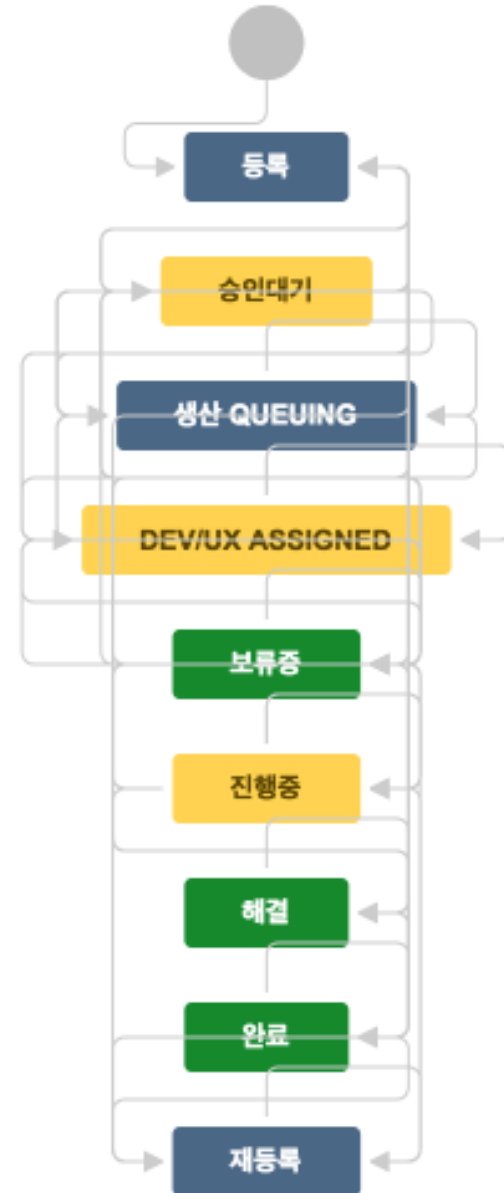 등록
승인대기
생산 QUEUING
DEV/UX ASSIGNED
보류중
진행중
해결
완료
재등록